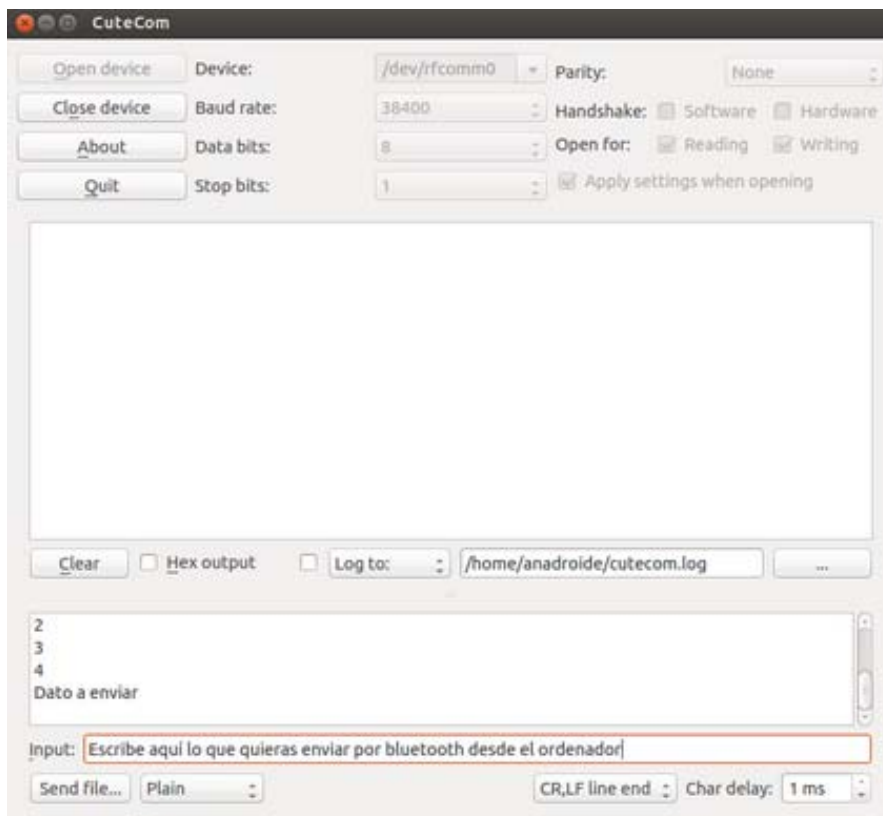 CuteCom
Open device Device: /dev/rfcomm0 Parity: None
Close device Baud rate: 38400 Handshake: Software Hardware
About Data bits: 8 Open for: Reading Writing
Quit Stop bits: 1 Apply settings when opening
Clear Hex output Log to: /home/anadroide/cutecom.log ...
2
3
4
Dato a enviar
Input: Escribe aquí lo que quieras enviar por bluetooth desde el ordenador
Send file... Plain CR,LF line end Char delay: 1 ms